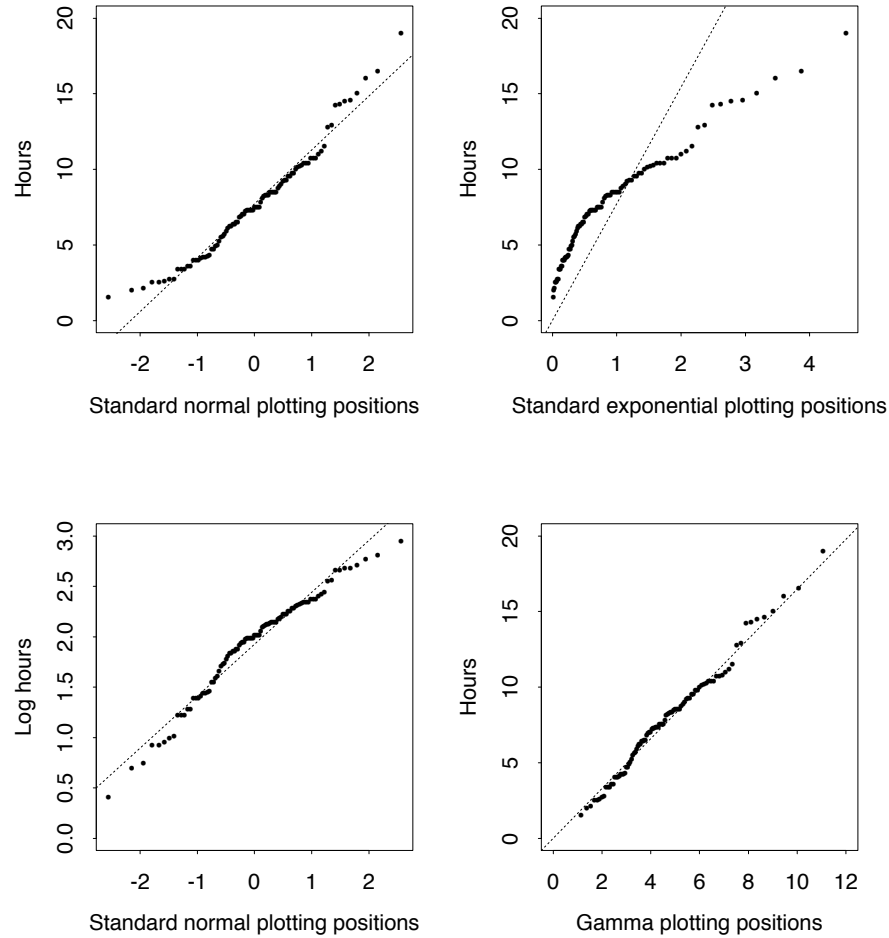 20
15
10
5
0
Hours
-2 -1 0 1 2
Standard normal plotting positions
20
15
10
5
0
Hours
0 1 2 3 4
Standard exponential plotting positions
3.0
2.5
2.0
1.5
1.0
0.5
0.0
Log hours
-2 -1 0 1 2
Standard normal plotting positions
20
15
10
5
0
Hours
0 2 4 6 8 10 12
Gamma plotting positions